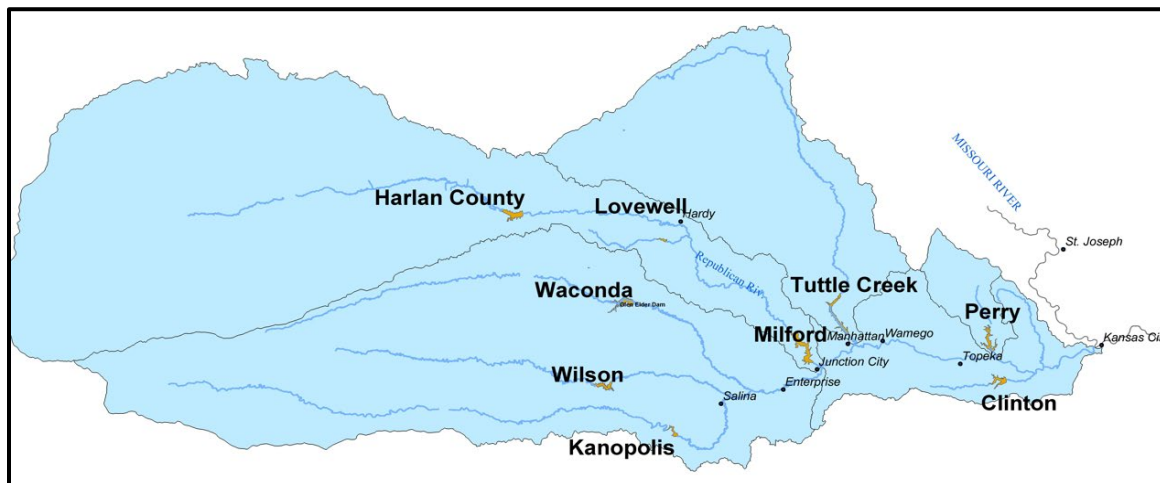 MISSOURI RIVER
Harlan County
Lovewell
Hardy
St. Joseph
Republican Riv
Waconda
Glen Elder Dam
Tuttle Creek
Perry
Milford
Manhattan
Wamego
Kansas Ci
Junction City
Topeka
Wilson
Enterprise
Salina
Clinton
Kanopolis